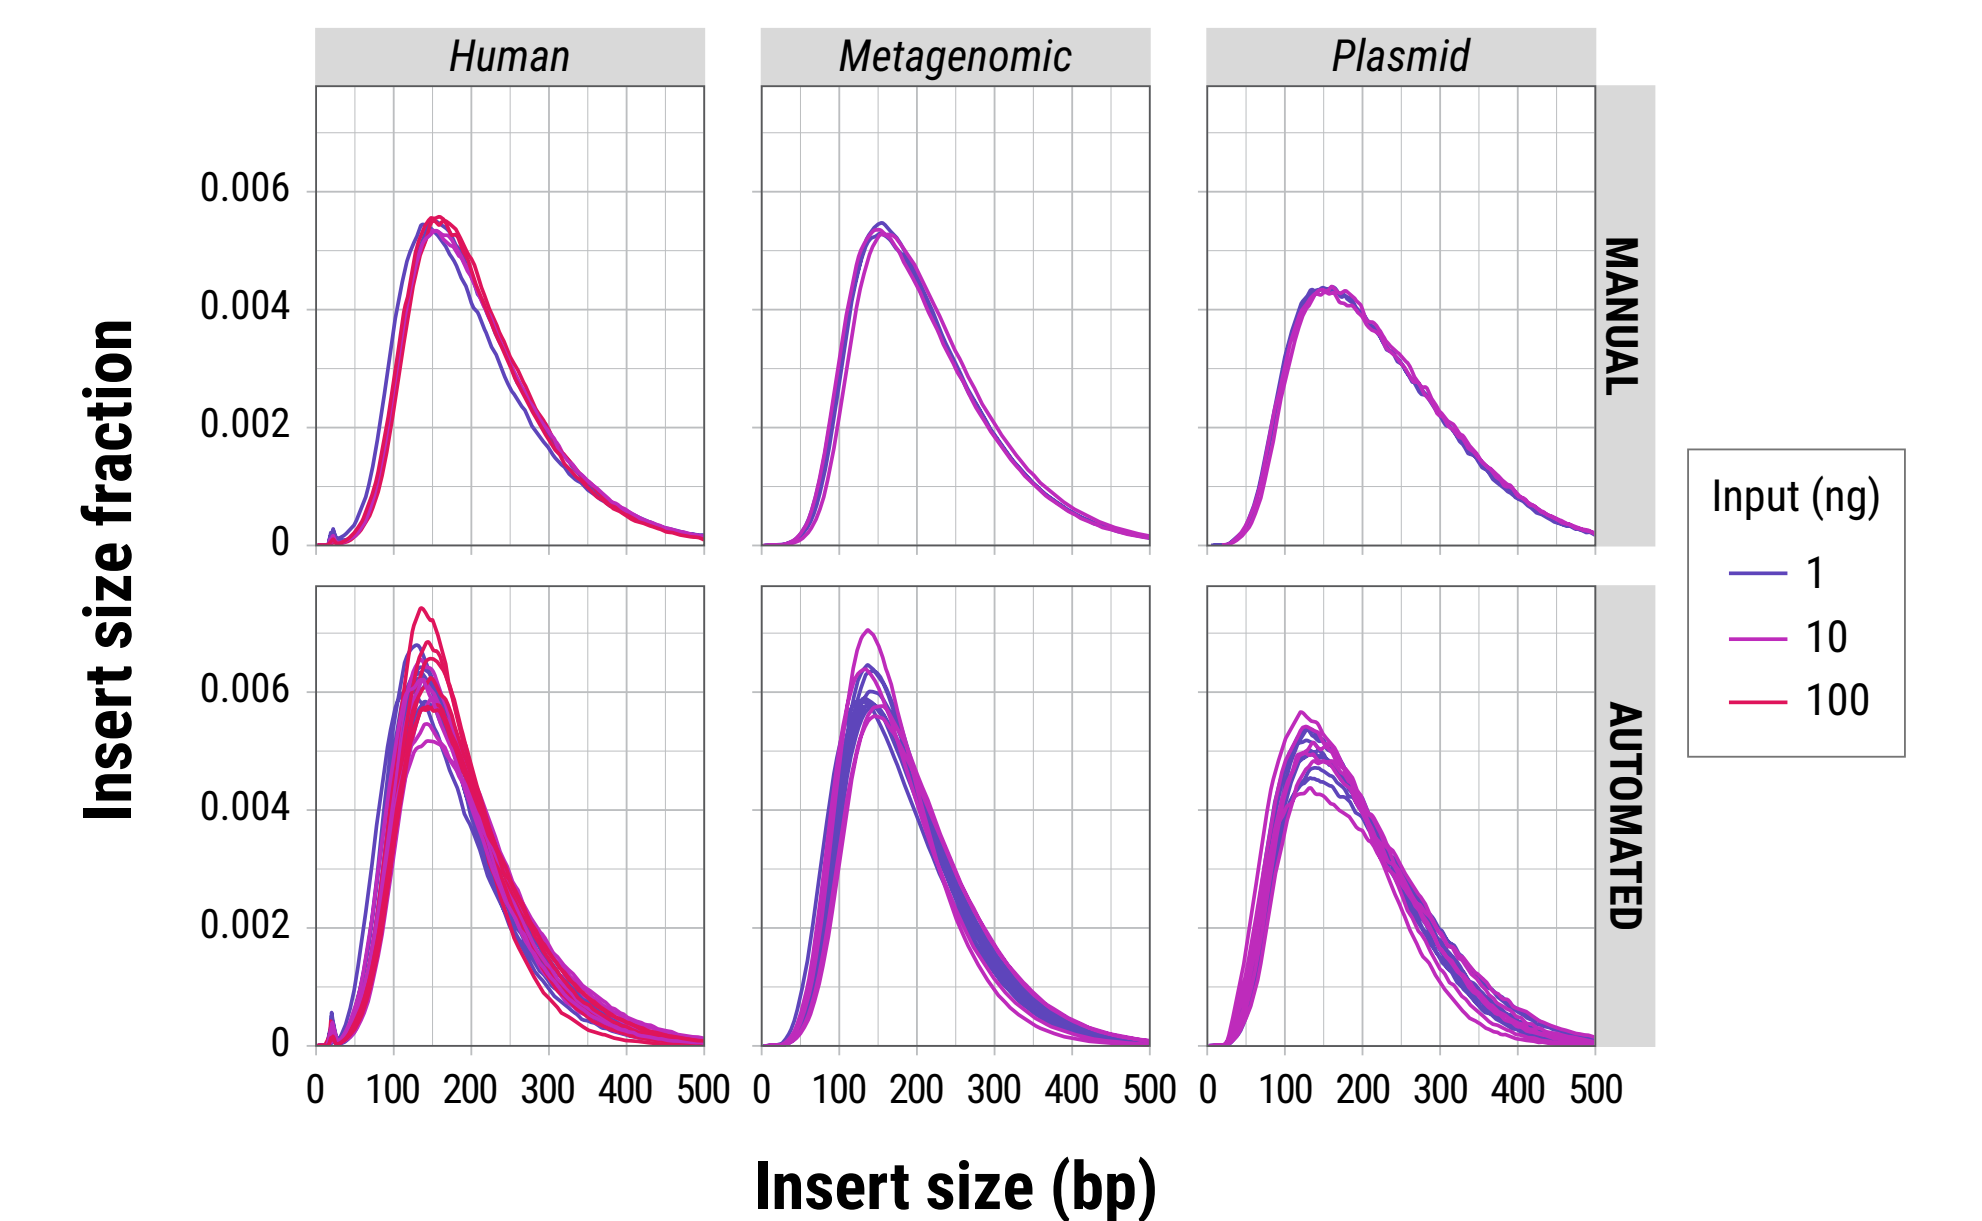 Human
Metagenomic
Plasmid
0.006
0.004
0.002
0
MANUAL
Insert size fraction
Input (ng)
1
10
100
0.006
0.004
0.002
0
AUTOMATED
0 100 200 300 400 500
0 100 200 300 400 500
0 100 200 300 400 500
Insert size (bp)